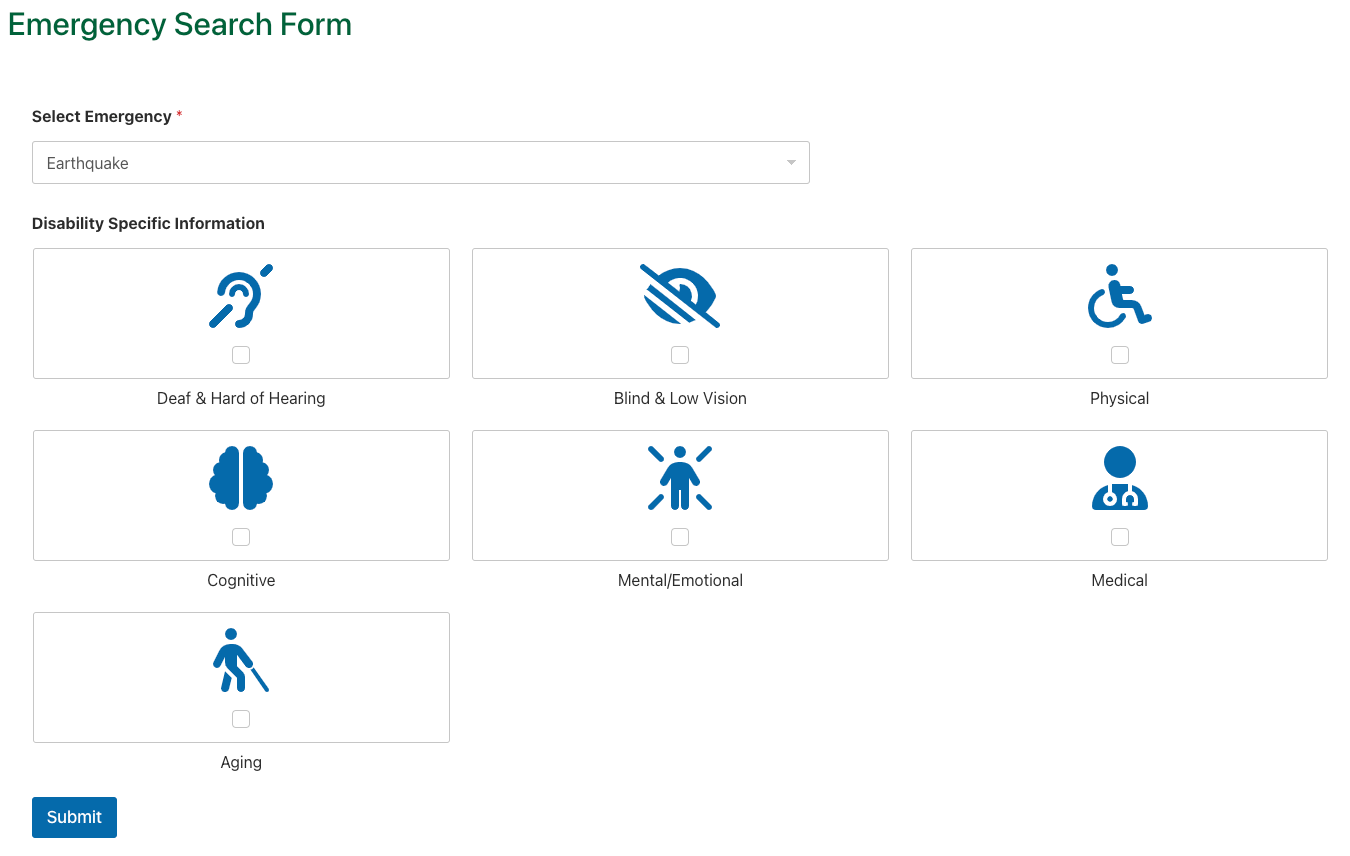 Emergency Search Form
Select Emergency *
Earthquake
Disability Specific Information
Deaf & Hard of Hearing
Blind & Low Vision
Physical
Cognitive
Mental/Emotional
Medical
Aging
Submit